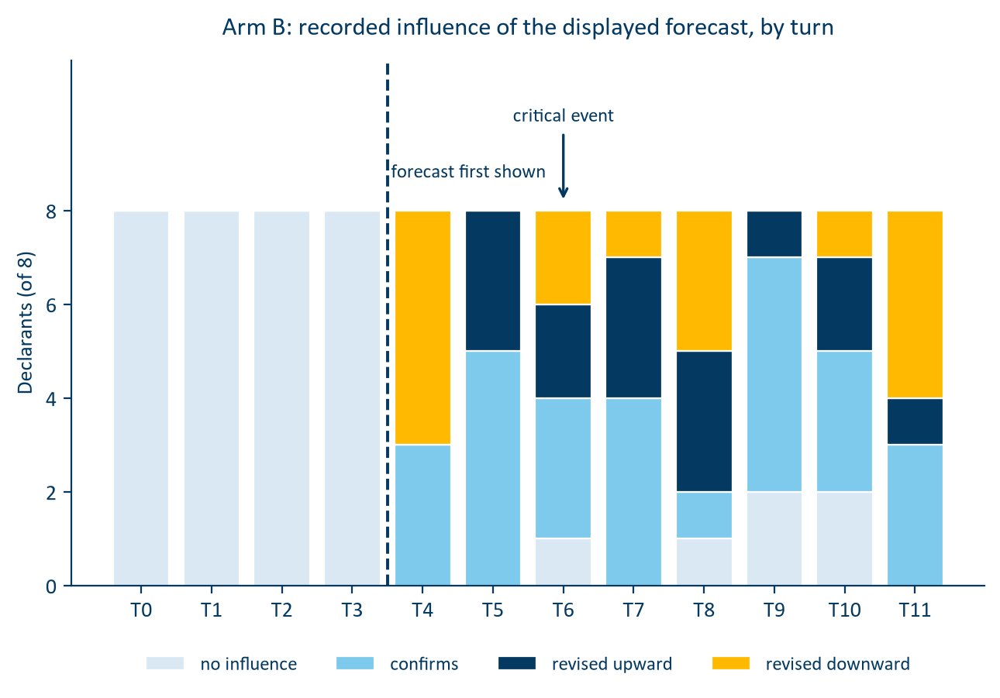 Arm B: recorded influence of the displayed forecast, by turn
critical event
forecast first shown
Declarants (of 8)
8
6
4
2
0
T0 T1 T2 T3 T4 T5 T6 T7 T8 T9 T10 T11
no influence confirms revised upward revised downward